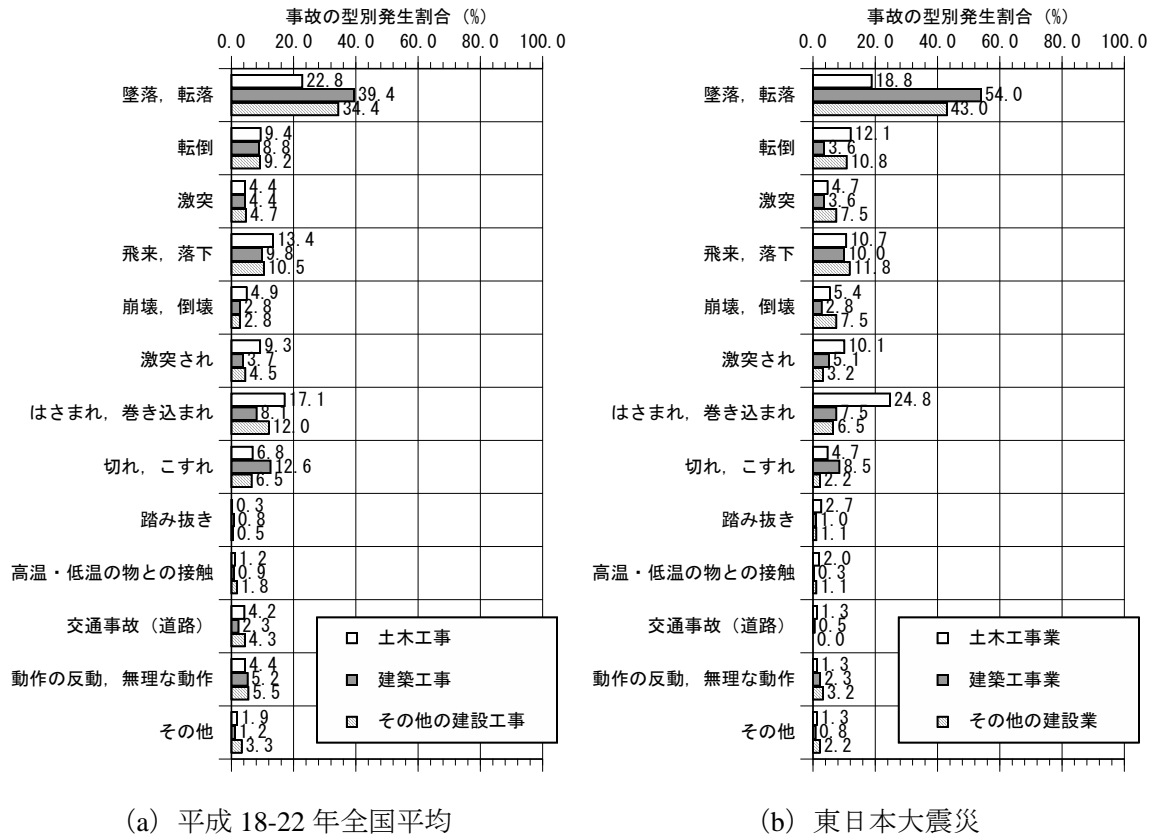 事故の型別発生割合 (%)
0.0 20.0 40.0 60.0 80.0 100.0
墜落，転落
22.8
39.4
34.4
転倒
9.4
8.8
9.2
激突
4.4
4.4
4.7
飛来，落下
13.4
9.8
10.5
崩壊，倒壊
4.9
2.8
2.8
激突され
9.3
3.7
4.5
はさまれ，巻き込まれ
17.1
8.1
12.0
切れ，こすれ
6.8
12.6
6.5
踏み抜き
0.3
0.8
0.5
高温・低温の物との接触
1.2
0.9
1.8
交通事故（道路）
4.2
2.3
4.3
動作の反動，無理な動作
4.4
5.2
5.5
その他
1.9
1.2
3.3
土木工事
建築工事
その他の建設工事
(a) 平成 18-22 年全国平均
事故の型別発生割合 (%)
0.0 20.0 40.0 60.0 80.0 100.0
墜落，転落
18.8
54.0
43.0
転倒
12.1
3.6
10.8
激突
4.7
3.6
7.5
飛来，落下
10.7
10.0
11.8
崩壊，倒壊
5.4
2.8
7.5
激突され
10.1
5.1
3.2
はさまれ，巻き込まれ
24.8
7.5
6.5
切れ，こすれ
4.7
8.5
2.2
踏み抜き
2.7
1.0
1.1
高温・低温の物との接触
2.0
0.3
1.1
交通事故（道路）
1.3
0.5
0.0
動作の反動，無理な動作
1.3
2.3
3.2
その他
1.3
0.8
2.2
土木工事業
建築工事業
その他の建設業
(b) 東日本大震災